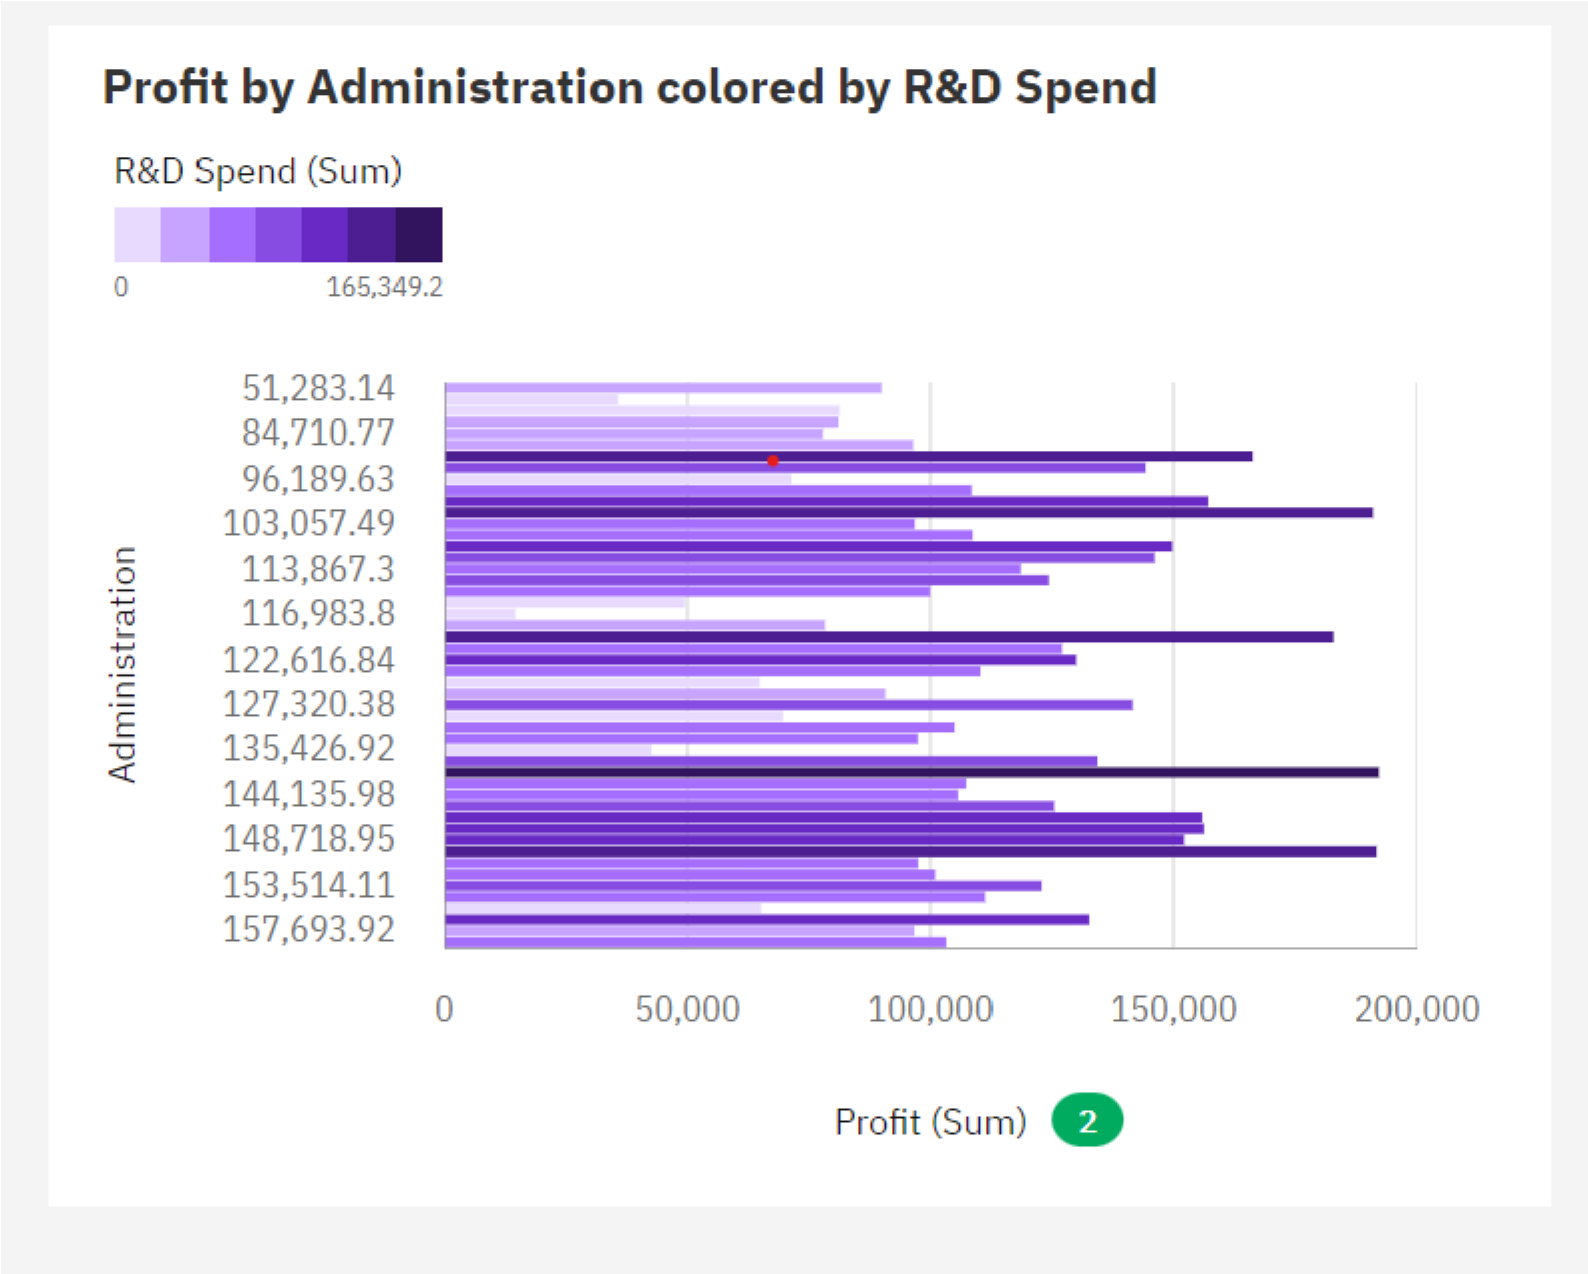 Profit by Administration colored by R&D Spend
R&D Spend (Sum)
0 165,349.2
Administration
51,283.14
84,710.77
96,189.63
103,057.49
113,867.3
116,983.8
122,616.84
127,320.38
135,426.92
144,135.98
148,718.95
153,514.11
157,693.92
0 50,000 100,000 150,000 200,000
Profit (Sum) 2